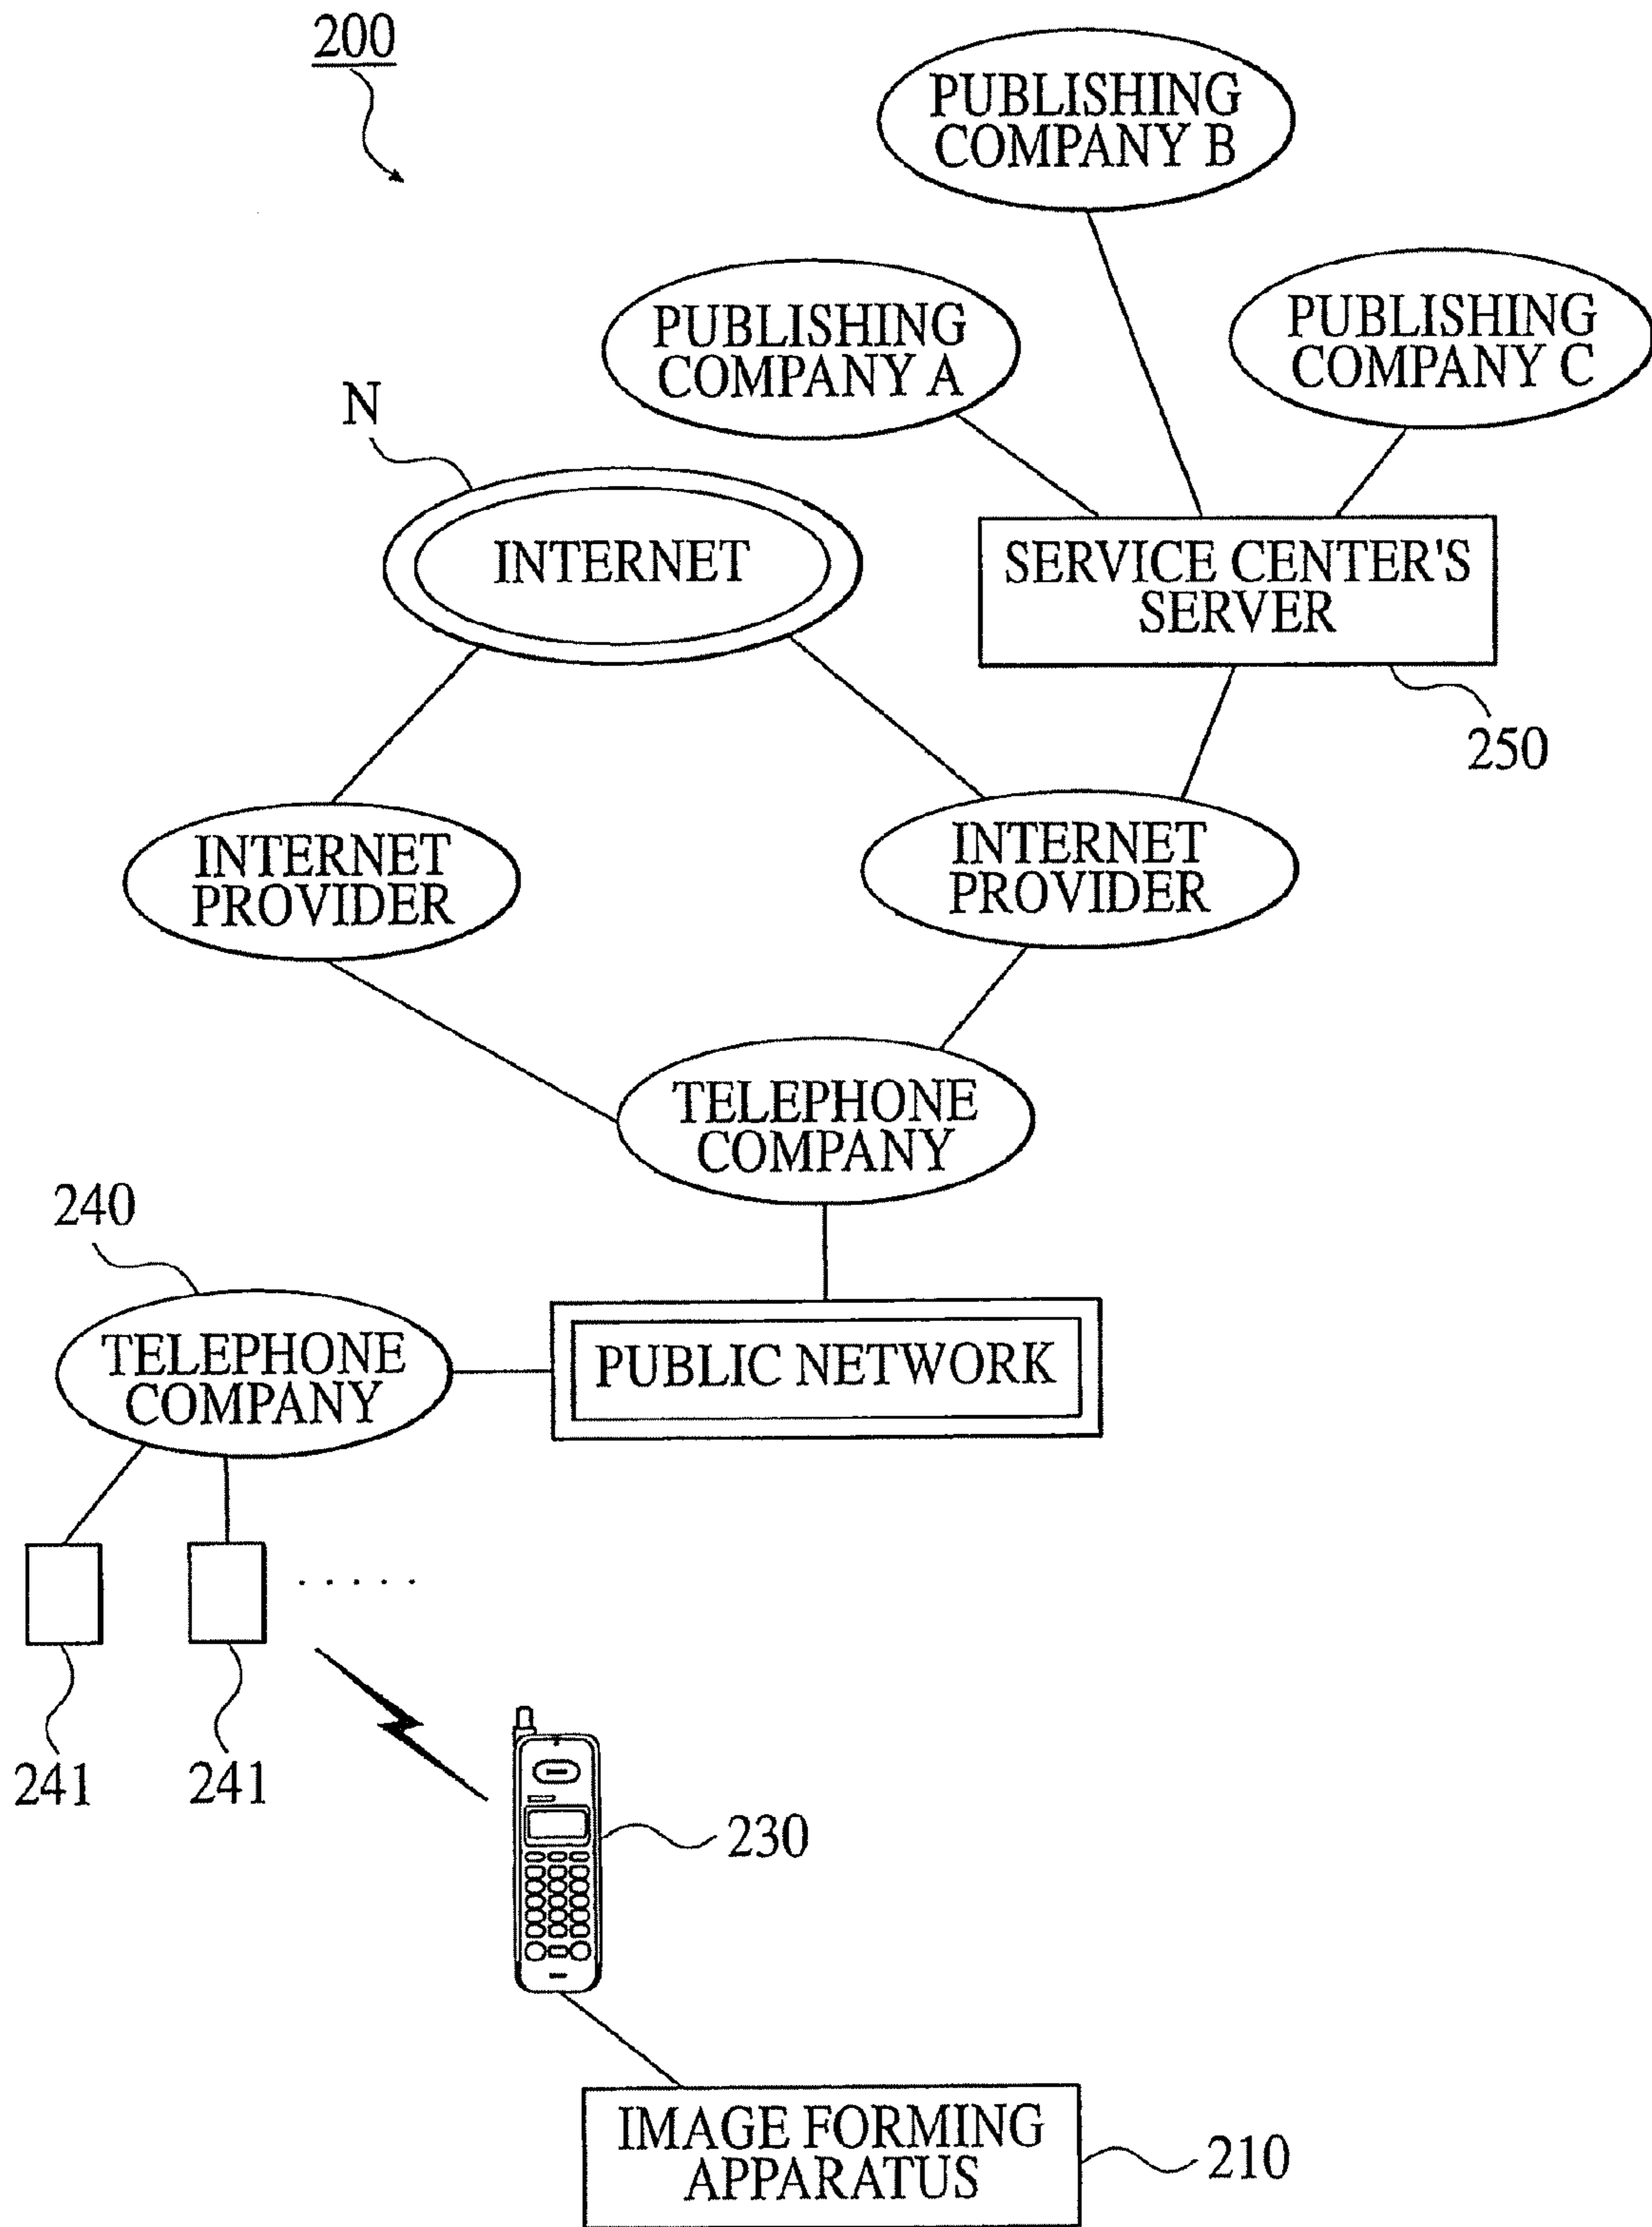 200
PUBLISHING
COMPANY B
PUBLISHING
COMPANY A
PUBLISHING
COMPANY C
N
INTERNET
SERVICE CENTER'S
SERVER
250
INTERNET
PROVIDER
INTERNET
PROVIDER
TELEPHONE
COMPANY
240
TELEPHONE
COMPANY
PUBLIC NETWORK
241
241
230
IMAGE FORMING
APPARATUS
210